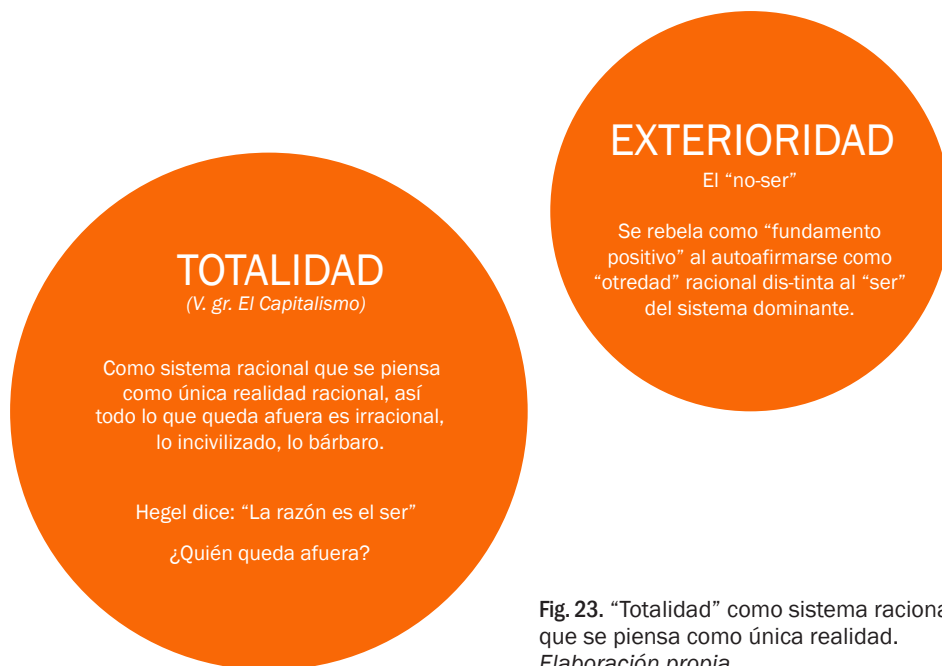 TOTALIDAD
(V. gr. El Capitalismo)
Como sistema racional que se piensa
como única realidad racional, así
todo lo que queda afuera es irracional,
lo incivilizado, lo bárbaro.
Hegel dice: “La razón es el ser”
¿Quién queda afuera?
EXTERIORIDAD
El “no-ser”
Se rebela como “fundamento
positivo” al autoafirmarse como
“otredad” racional dis-tinta al “ser”
del sistema dominante.
Fig. 23. “Totalidad” como sistema raciona
que se piensa como única realidad.
Elaboración propia